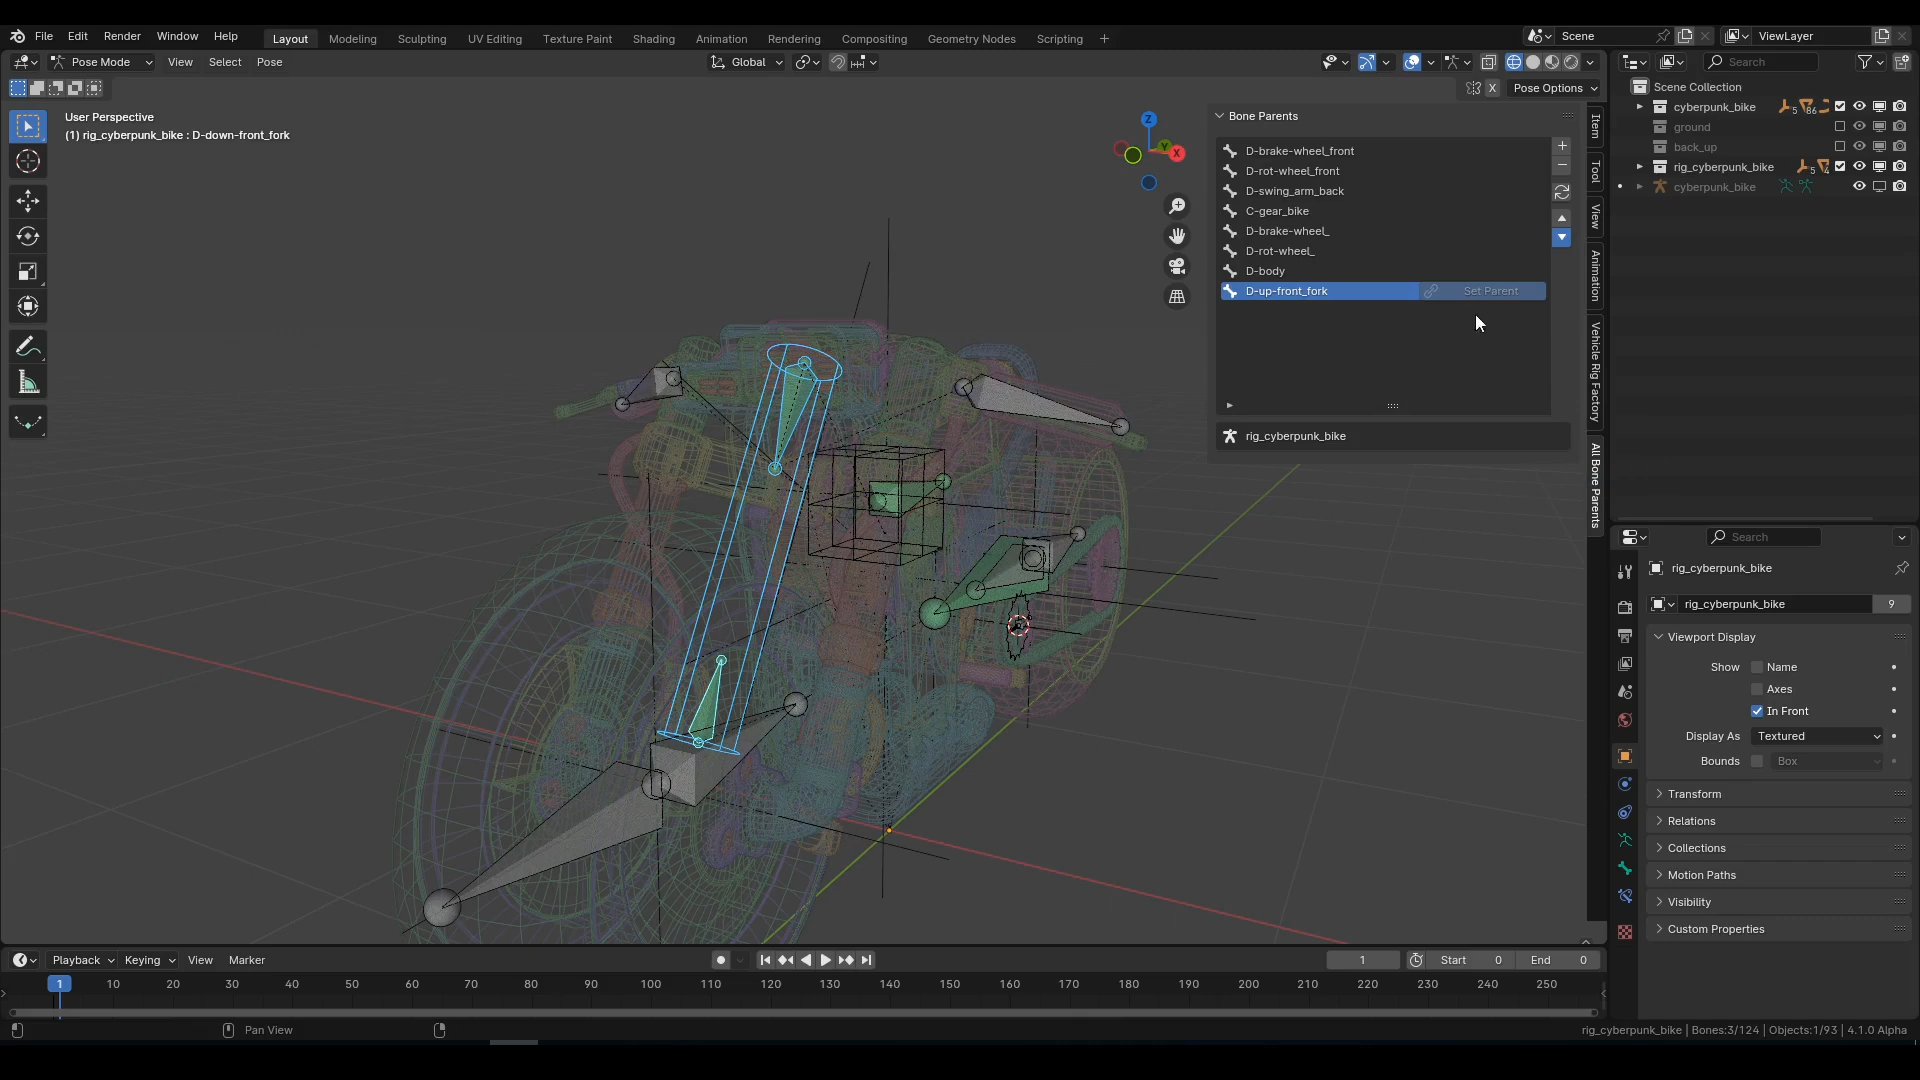 File Edit Render Window Help Layout Modeling Sculpting UV Editing Texture Paint Shading Animation Rendering Compositing Geometry Nodes Scripting + Scene ViewLayer
Pose Mode View Select Pose Global Search
X Pose Options Scene Collection
User Perspective
(1) rig_cyberpunk_bike : D-down-front_fork
Z
Y
X
Bone Parents
D-brake-wheel_front
D-rot-wheel_front
D-swing_arm_back
C-gear_bike
D-brake-wheel_
D-rot-wheel_
D-body
D-up-front_fork Set Parent
rig_cyberpunk_bike
Item
Tool
View
Animation
Vehicle Rig Factory
All Bone Parents
cyberpunk_bike 5 86
ground
back_up
rig_cyberpunk_bike 5 4
cyberpunk_bike
Search
rig_cyberpunk_bike
rig_cyberpunk_bike 9
Viewport Display
Show Name
Axes
In Front
Display As Textured
Bounds Box
Transform
Relations
Collections
Motion Paths
Visibility
Custom Properties
Playback Keying View Marker 1 Start 0 End 0
1 10 20 30 40 50 60 70 80 90 100 110 120 130 140 150 160 170 180 190 200 210 220 230 240 250
Pan View rig_cyberpunk_bike | Bones:3/124 | Objects:1/93 | 4.1.0 Alpha